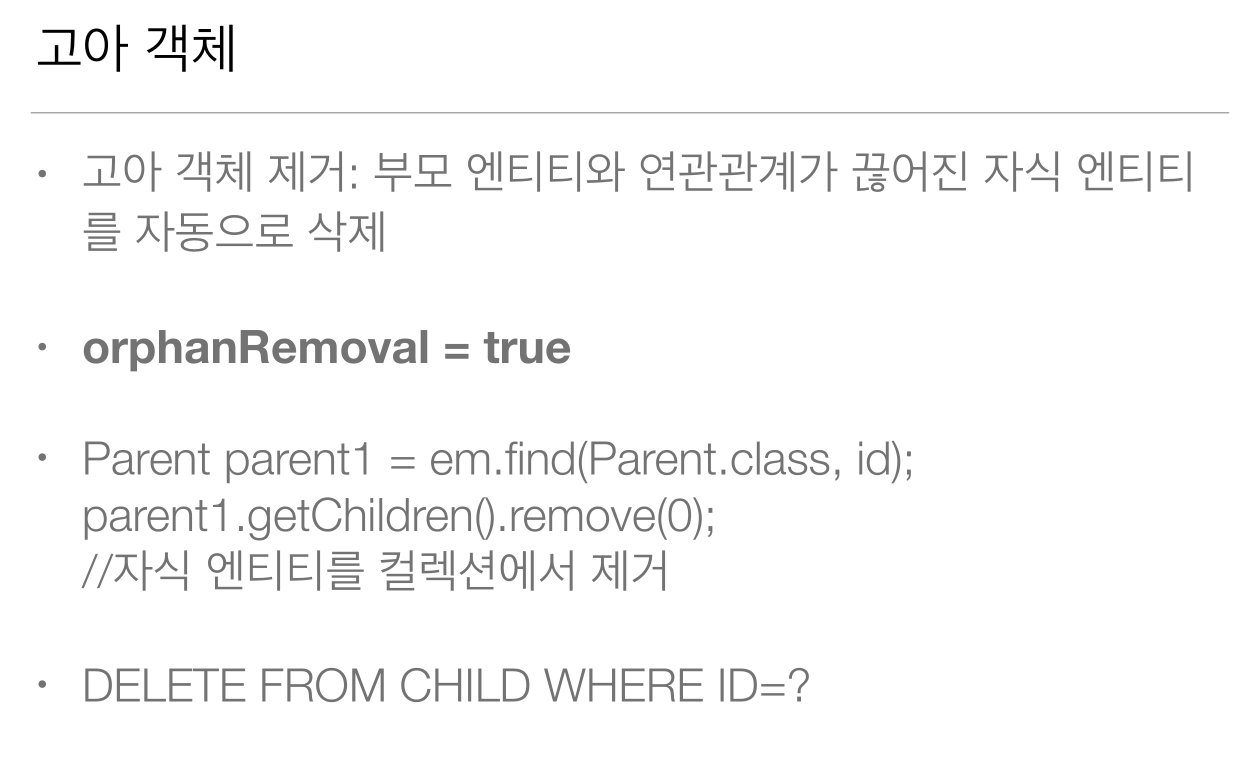 고아 객체
• 고아 객체 제거: 부모 엔티티와 연관관계가 끊어진 자식 엔티티
를 자동으로 삭제
• orphanRemoval = true
• Parent parent1 = em.find(Parent.class, id);
parent1.getChildren().remove(0);
//자식 엔티티를 컬렉션에서 제거
• DELETE FROM CHILD WHERE ID=?